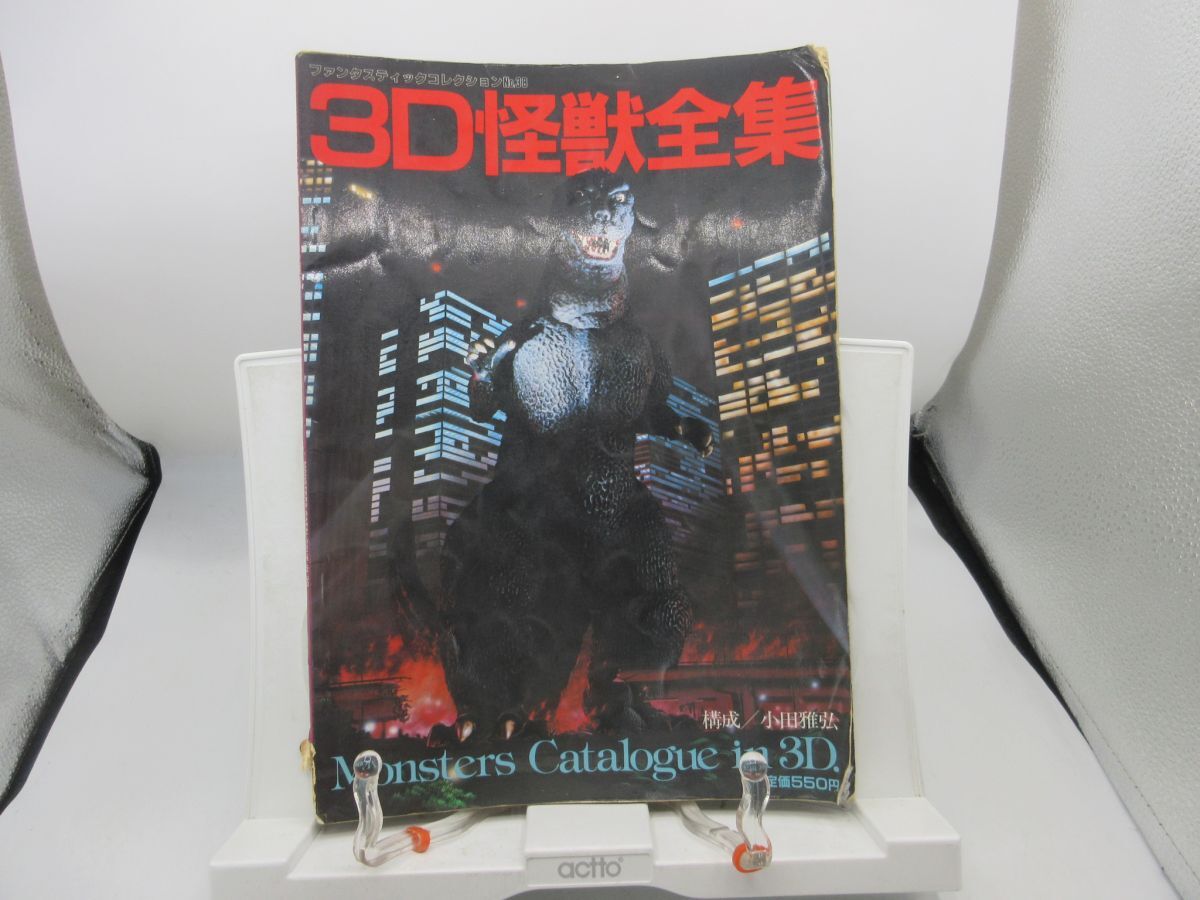 ファンタスティックコレクションNo.38
3D怪獣全集
構成／小田雅弘
Monsters Catalogue in 3D.
定価550円
actto